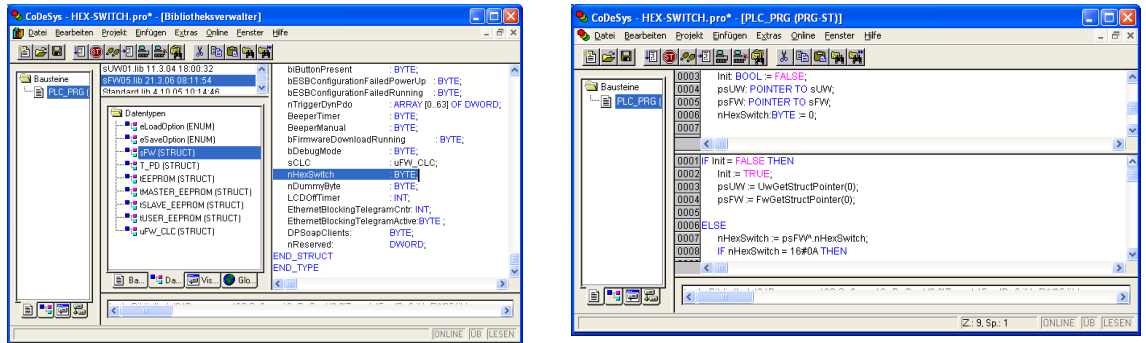 CoDeSys - HEX-SWITCH.pro* - [Bibliotheksverwalter]
Datei Bearbeiten Projekt Einfügen Extras Online Fenster Hilfe
Bausteine
PLC_PRG (
sUW01.lib 11.3.04 18:00:32
sFW05.lib 21.3.06 08:11:54
Standard.lib 4.10.05 10:14:46
Datentypen
eLoadOption (ENUM)
eSaveOption (ENUM)
sFW (STRUCT)
T_PD (STRUCT)
tEEPROM (STRUCT)
tMASTER_EEPROM (STRUCT)
tSLAVE_EEPROM (STRUCT)
tUSER_EEPROM (STRUCT)
uFW_CLC (STRUCT)
Ba... Da... Vis... Glo...
biButtonPresent : BYTE;
bESBConfigurationFailedPowerUp : BYTE;
bESBConfigurationFailedRunning : BYTE;
nTriggerDynPdo : ARRAY [0..63] OF DWORD;
BeeperTimer : BYTE;
BeeperManual : BYTE;
bFirmwareDownloadRunning : BYTE;
bDebugMode : BYTE;
sCLC : uFW_CLC;
nHexSwitch : BYTE;
nDummyByte : BYTE;
LCDOffTimer : INT;
EthernetBlockingTelegramCntr: INT;
EthernetBlockingTelegramActive:BYTE ;
DPSoapClients: BYTE;
nReserved: DWORD;
END_STRUCT
END_TYPE
ONLINE ÜB LESEN
CoDeSys - HEX-SWITCH.pro* - [PLC_PRG (PRG-ST)]
Datei Bearbeiten Projekt Einfügen Extras Online Fenster Hilfe
Bausteine
PLC_PRG (
0003 Init: BOOL := FALSE;
0004 psUW: POINTER TO sUW;
0005 psFW: POINTER TO sFW;
0006 nHexSwitch:BYTE := 0;
0007
0001 IF Init = FALSE THEN
0002 Init := TRUE;
0003 psUW := UwGetStructPointer(0);
0004 psFW := FwGetStructPointer(0);
0005
0006 ELSE
0007 nHexSwitch := psFW^.nHexSwitch;
0008 IF nHexSwitch = 16#0A THEN
Z.: 9, Sp.: 1 ONLINE ÜB LESEN